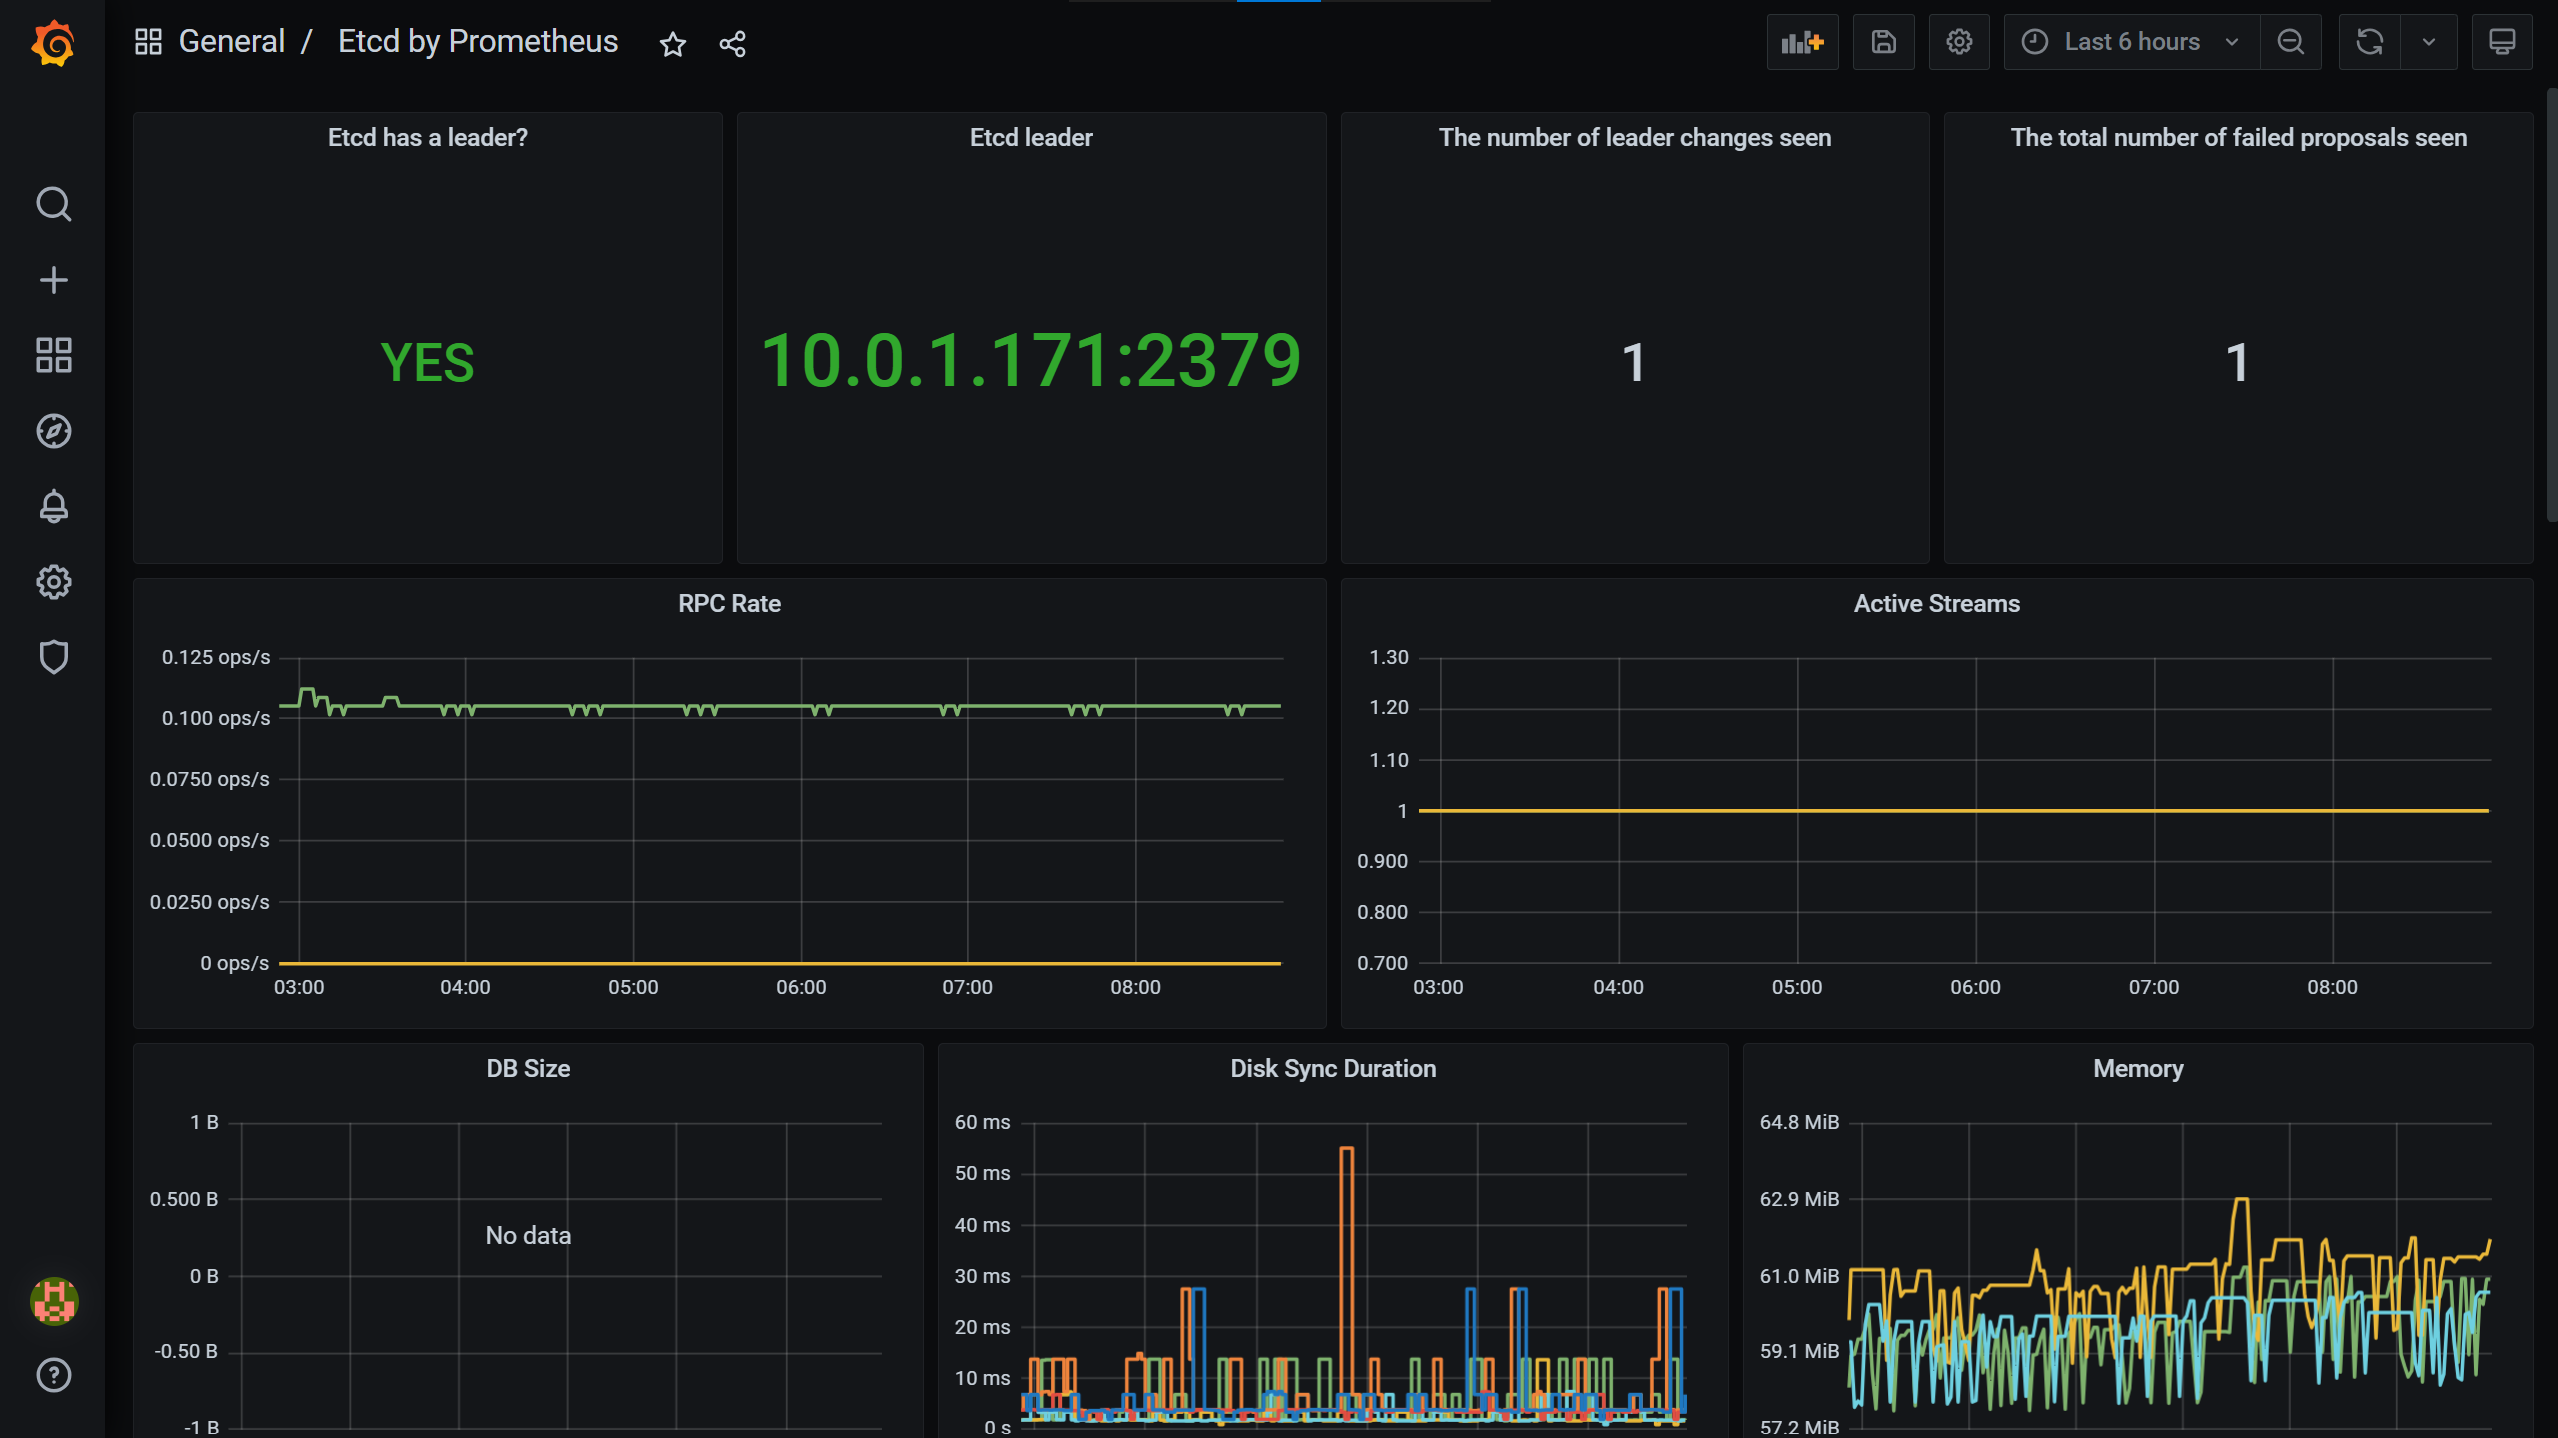 General / Etcd by Prometheus
Last 6 hours
Etcd has a leader?
YES
Etcd leader
10.0.1.171:2379
The number of leader changes seen
1
The total number of failed proposals seen
1
RPC Rate
0.125 ops/s
0.100 ops/s
0.0750 ops/s
0.0500 ops/s
0.0250 ops/s
0 ops/s
03:00 04:00 05:00 06:00 07:00 08:00
Active Streams
1.30
1.20
1.10
1
0.900
0.800
0.700
03:00 04:00 05:00 06:00 07:00 08:00
DB Size
1 B
0.500 B
0 B
-0.50 B
-1 B
No data
Disk Sync Duration
60 ms
50 ms
40 ms
30 ms
20 ms
10 ms
0 s
Memory
64.8 MiB
62.9 MiB
61.0 MiB
59.1 MiB
57.2 MiB